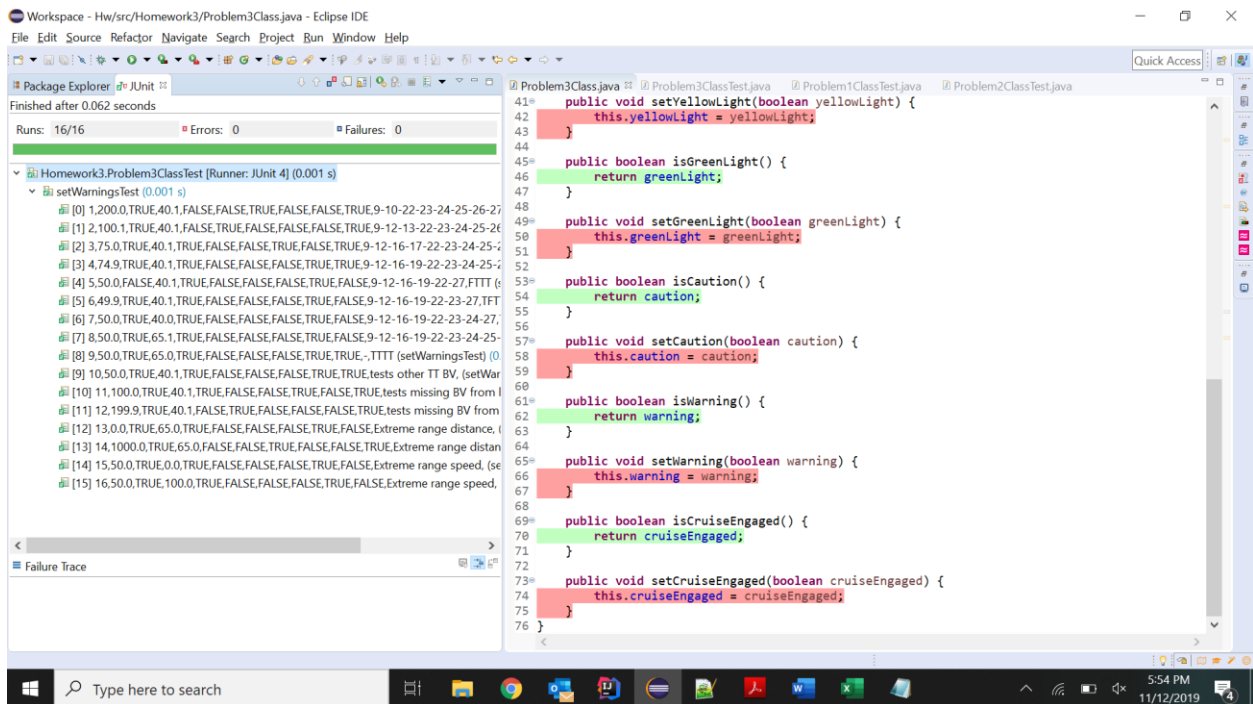 Workspace - Hw/src/Homework3/Problem3Class.java - Eclipse IDE
File Edit Source Refactor Navigate Search Project Run Window Help
Quick Access
Package Explorer JUnit
Finished after 0.062 seconds
Runs: 16/16 Errors: 0 Failures: 0
Homework3.Problem3ClassTest [Runner: JUnit 4] (0.001 s)
setWarningsTest (0.001 s)
[0] 1,200.0,TRUE,40.1,FALSE,FALSE,TRUE,FALSE,FALSE,TRUE,9-10-22-23-24-25-26-27
[1] 2,100.1,TRUE,40.1,FALSE,TRUE,FALSE,FALSE,FALSE,TRUE,9-12-13-22-23-24-25-26
[2] 3,75.0,TRUE,40.1,TRUE,FALSE,FALSE,TRUE,FALSE,TRUE,9-12-16-17-22-23-24-25-2
[3] 4,74.9,TRUE,40.1,TRUE,FALSE,FALSE,FALSE,TRUE,TRUE,9-12-16-19-22-23-24-25-2
[4] 5,50.0,FALSE,40.1,TRUE,FALSE,FALSE,FALSE,TRUE,FALSE,9-12-16-19-22-27,FTTT (s
[5] 6,49.9,TRUE,40.1,TRUE,FALSE,FALSE,FALSE,TRUE,FALSE,9-12-16-19-22-23-27,TFT
[6] 7,50.0,TRUE,40.0,TRUE,FALSE,FALSE,FALSE,TRUE,FALSE,9-12-16-19-22-23-24-27,
[7] 8,50.0,TRUE,65.1,TRUE,FALSE,FALSE,FALSE,TRUE,FALSE,9-12-16-19-22-23-24-25-
[8] 9,50.0,TRUE,65.0,TRUE,FALSE,FALSE,FALSE,TRUE,TRUE,-,TTTT (setWarningsTest) (0
[9] 10,50.0,TRUE,40.1,TRUE,FALSE,FALSE,FALSE,TRUE,TRUE,tests other TT BV, (setWar
[10] 11,100.0,TRUE,40.1,TRUE,FALSE,FALSE,TRUE,FALSE,TRUE,tests missing BV from
[11] 12,199.9,TRUE,40.1,FALSE,TRUE,FALSE,FALSE,FALSE,TRUE,tests missing BV from
[12] 13,0.0,TRUE,65.0,TRUE,FALSE,FALSE,FALSE,TRUE,FALSE,Extreme range distance, (
[13] 14,1000.0,TRUE,65.0,FALSE,FALSE,TRUE,FALSE,FALSE,TRUE,Extreme range distan
[14] 15,50.0,TRUE,0.0,TRUE,FALSE,FALSE,FALSE,TRUE,FALSE,Extreme range speed, (se
[15] 16,50.0,TRUE,100.0,TRUE,FALSE,FALSE,FALSE,TRUE,FALSE,Extreme range speed,
Failure Trace
Problem3Class.java Problem3ClassTest.java Problem1ClassTest.java Problem2ClassTest.java
41 public void setYellowLight(boolean yellowLight) {
42 this.yellowLight = yellowLight;
43 }
44
45 public boolean isGreenLight() {
46 return greenLight;
47 }
48
49 public void setGreenLight(boolean greenLight) {
50 this.greenLight = greenLight;
51 }
52
53 public boolean isCaution() {
54 return caution;
55 }
56
57 public void setCaution(boolean caution) {
58 this.caution = caution;
59 }
60
61 public boolean isWarning() {
62 return warning;
63 }
64
65 public void setWarning(boolean warning) {
66 this.warning = warning;
67 }
68
69 public boolean isCruiseEngaged() {
70 return cruiseEngaged;
71 }
72
73 public void setCruiseEngaged(boolean cruiseEngaged) {
74 this.cruiseEngaged = cruiseEngaged;
75 }
76 }
Type here to search
5:54 PM
11/12/2019
4